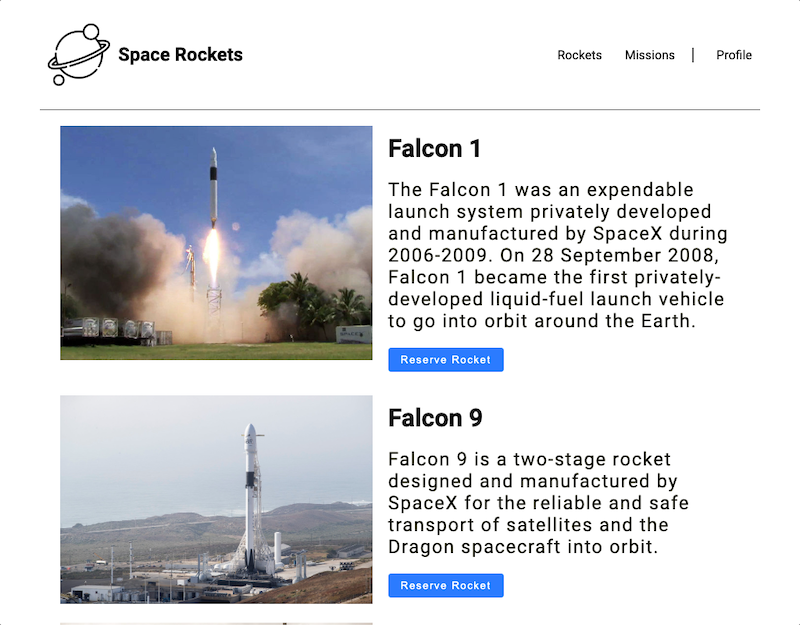 Space Rockets
Rockets Missions | Profile
Falcon 1
The Falcon 1 was an expendable
launch system privately developed
and manufactured by SpaceX during
2006-2009. On 28 September 2008,
Falcon 1 became the first privately-
developed liquid-fuel launch vehicle
to go into orbit around the Earth.
Reserve Rocket
Falcon 9
Falcon 9 is a two-stage rocket
designed and manufactured by
SpaceX for the reliable and safe
transport of satellites and the
Dragon spacecraft into orbit.
Reserve Rocket